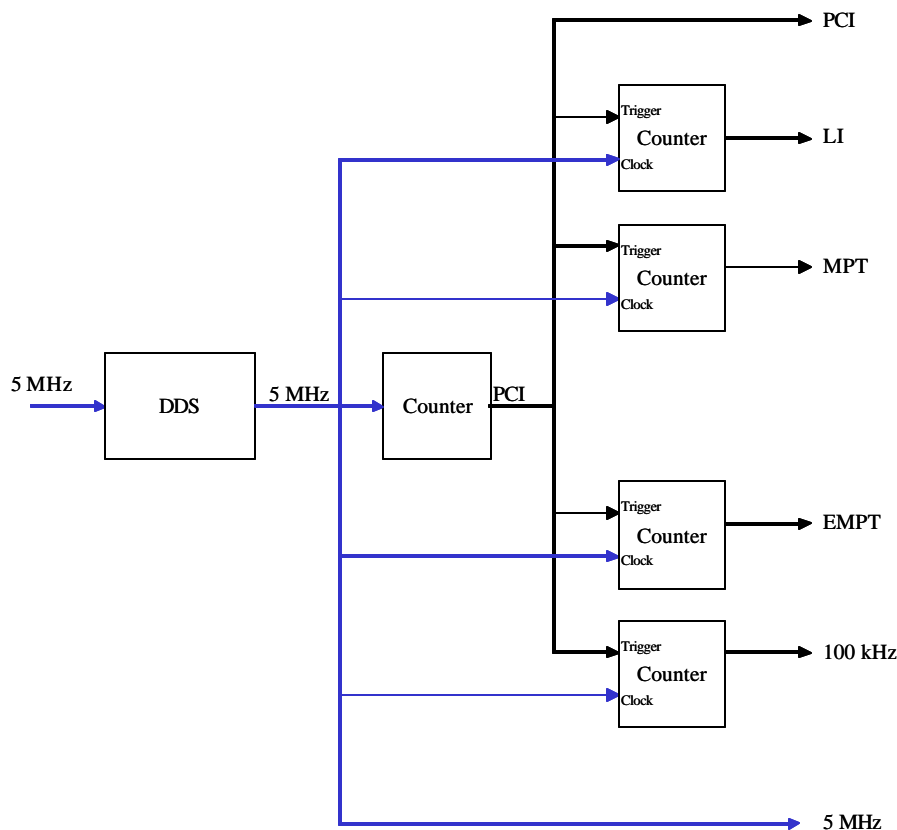 PCI
Trigger
Counter
Clock
LI
Trigger
Counter
Clock
MPT
5 MHz
DDS
5 MHz
Counter
PCI
Trigger
Counter
Clock
EMPT
Trigger
Counter
Clock
100 kHz
5 MHz